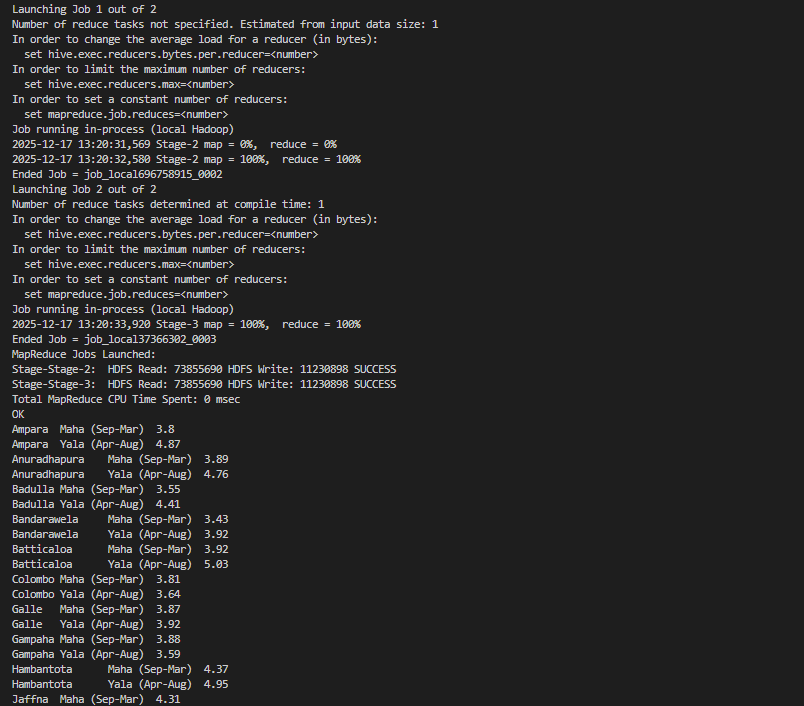 Launching Job 1 out of 2
Number of reduce tasks not specified. Estimated from input data size: 1
In order to change the average load for a reducer (in bytes):
  set hive.exec.reducers.bytes.per.reducer=<number>
In order to limit the maximum number of reducers:
  set hive.exec.reducers.max=<number>
In order to set a constant number of reducers:
  set mapreduce.job.reduces=<number>
Job running in-process (local Hadoop)
2025-12-17 13:20:31,569 Stage-2 map = 0%,  reduce = 0%
2025-12-17 13:20:32,580 Stage-2 map = 100%,  reduce = 100%
Ended Job = job_local696758915_0002
Launching Job 2 out of 2
Number of reduce tasks determined at compile time: 1
In order to change the average load for a reducer (in bytes):
  set hive.exec.reducers.bytes.per.reducer=<number>
In order to limit the maximum number of reducers:
  set hive.exec.reducers.max=<number>
In order to set a constant number of reducers:
  set mapreduce.job.reduces=<number>
Job running in-process (local Hadoop)
2025-12-17 13:20:33,920 Stage-3 map = 100%,  reduce = 100%
Ended Job = job_local37366302_0003
MapReduce Jobs Launched:
Stage-Stage-2:  HDFS Read: 73855690 HDFS Write: 11230898 SUCCESS
Stage-Stage-3:  HDFS Read: 73855690 HDFS Write: 11230898 SUCCESS
Total MapReduce CPU Time Spent: 0 msec
OK
Ampara  Maha (Sep-Mar)  3.8
Ampara  Yala (Apr-Aug)  4.87
Anuradhapura    Maha (Sep-Mar)  3.89
Anuradhapura    Yala (Apr-Aug)  4.76
Badulla Maha (Sep-Mar)  3.55
Badulla Yala (Apr-Aug)  4.41
Bandarawela     Maha (Sep-Mar)  3.43
Bandarawela     Yala (Apr-Aug)  3.92
Batticaloa      Maha (Sep-Mar)  3.92
Batticaloa      Yala (Apr-Aug)  5.03
Colombo Maha (Sep-Mar)  3.81
Colombo Yala (Apr-Aug)  3.64
Galle   Maha (Sep-Mar)  3.87
Galle   Yala (Apr-Aug)  3.92
Gampaha Maha (Sep-Mar)  3.88
Gampaha Yala (Apr-Aug)  3.59
Hambantota      Maha (Sep-Mar)  4.37
Hambantota      Yala (Apr-Aug)  4.95
Jaffna  Maha (Sep-Mar)  4.31